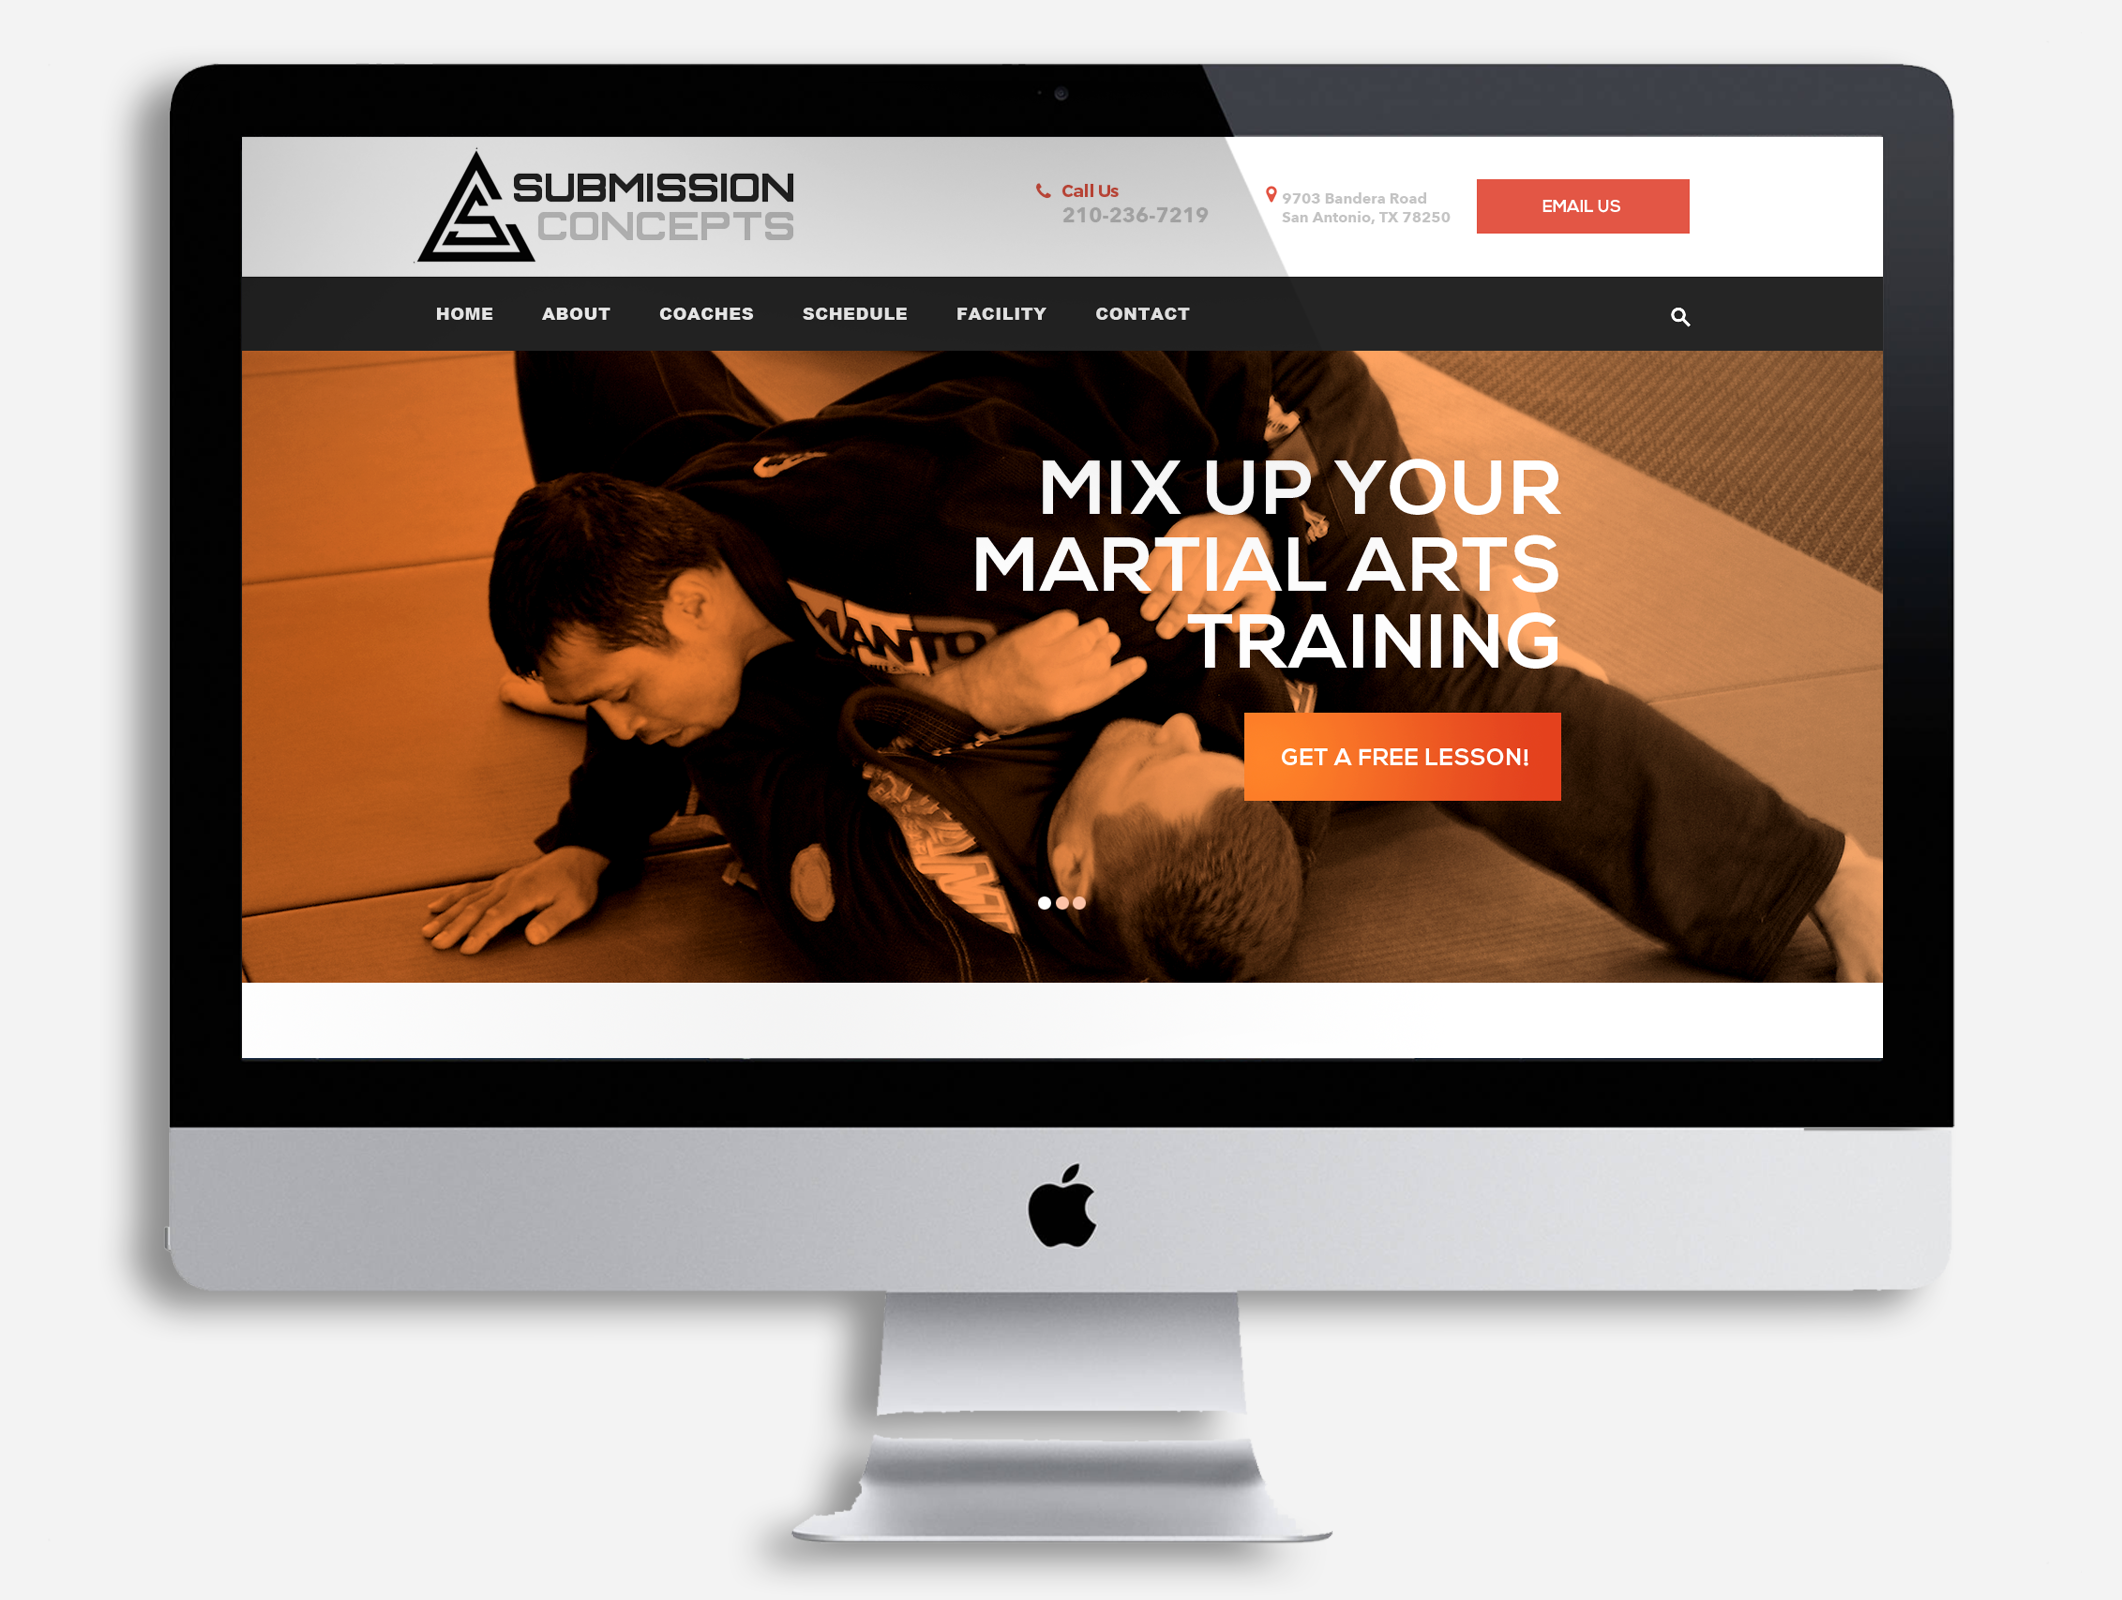 SUBMISSION
CONCEPTS
Call Us
210-236-7219
9703 Bandera Road
San Antonio, TX 78250
EMAIL US
HOME ABOUT COACHES SCHEDULE FACILITY CONTACT
MIX UP YOUR
MARTIAL ARTS
TRAINING
MANTO
GET A FREE LESSON!